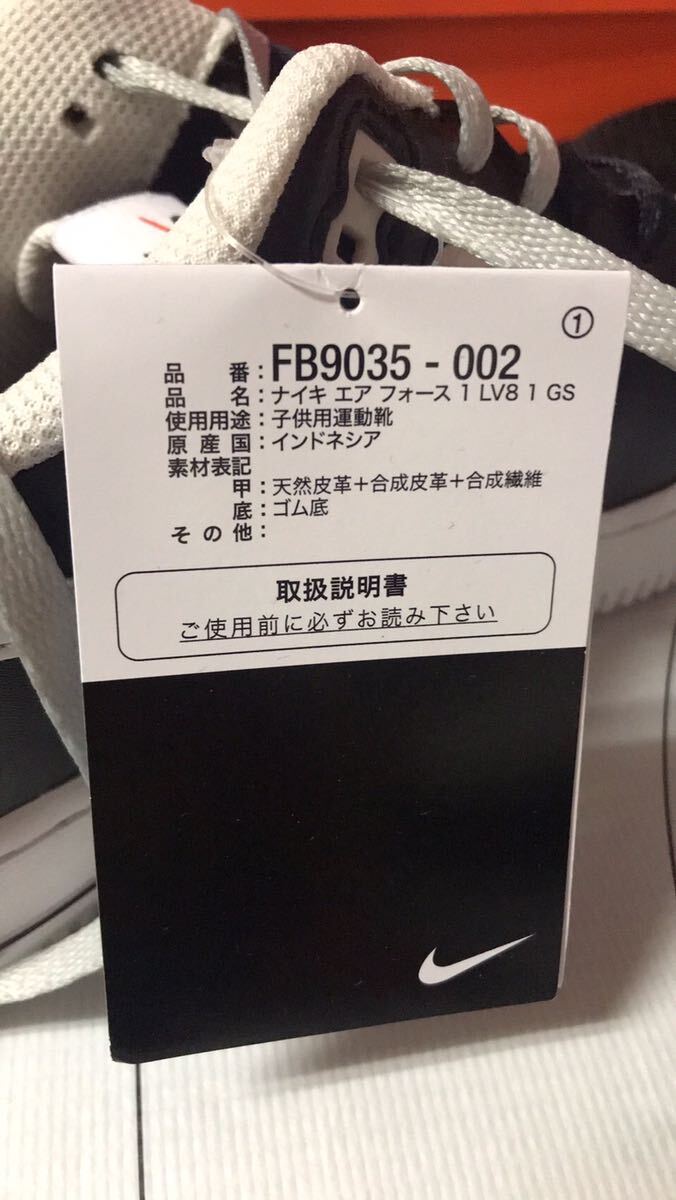 ①
品 番：FB9035 - 002
品 名：ナイキ エア フォース 1 LV8 1 GS
使用用途：子供用運動靴
原 産 国：インドネシア
素材表記
甲：天然皮革＋合成皮革＋合成繊維
底：ゴム底
そ の 他：
取扱説明書
ご使用前に必ずお読み下さい